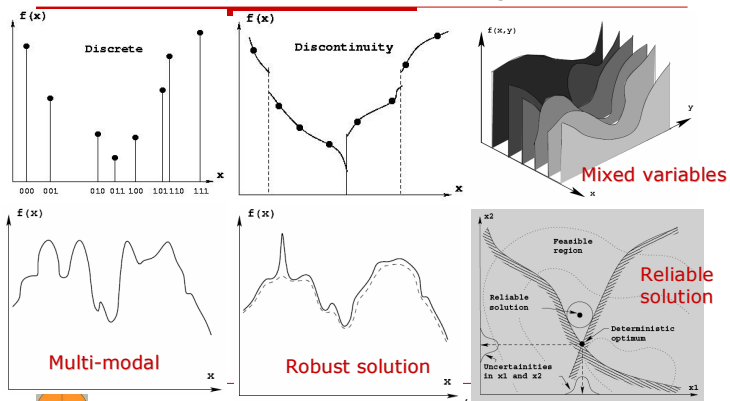 f(x)
Discrete
x
000 001 010 011 100 101 110 111
f(x)
Discontinuity
x
f(x,y)
y
x
Mixed variables
f(x)
Multi-modal
x
f(x)
Robust solution
x
x2
Feasible
region
Reliable
solution
Reliable
solution
Deterministic
optimum
Uncertainities
in x1 and x2
x1